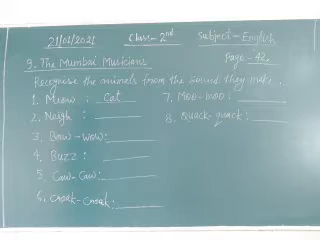 21/01/2021 Class-2nd Subject-English
9. The Mumbai Musicians Page-42.
Recognise the animals from the sound they make.
1. Meow : Cat 7. Moo-moo:
2. Neigh : 8. Quack-quack:
3. Bow-wow:
4. Buzz :
5. Caw-Caw:
6. Croak-Croak: